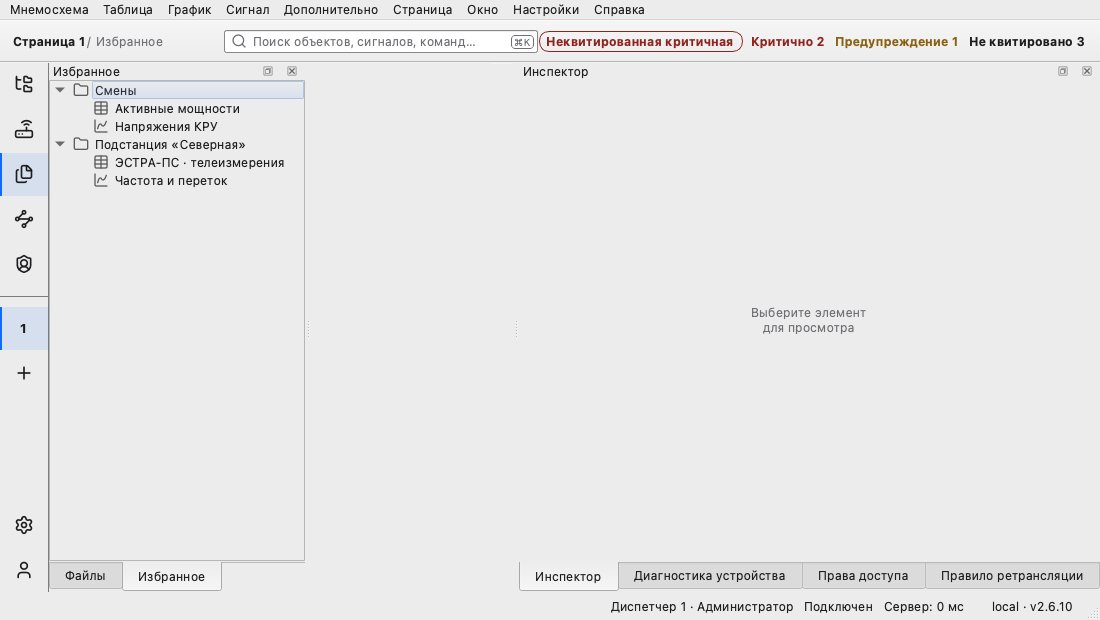 Мнемосхема Таблица График Сигнал Дополнительно Страница Окно Настройки Справка
Страница 1 / Избранное
Поиск объектов, сигналов, команд... ⌘K
Неквитированная критичная Критично 2 Предупреждение 1 Не квитировано 3
Избранное
Смены
Активные мощности
Напряжения КРУ
Подстанция «Северная»
ЭСТРА-ПС · телеизмерения
Частота и переток
1
Файлы Избранное
Инспектор
Выберите элемент
для просмотра
Инспектор Диагностика устройства Права доступа Правило ретрансляции
Диспетчер 1 · Администратор Подключен Сервер: 0 мс local · v2.6.10